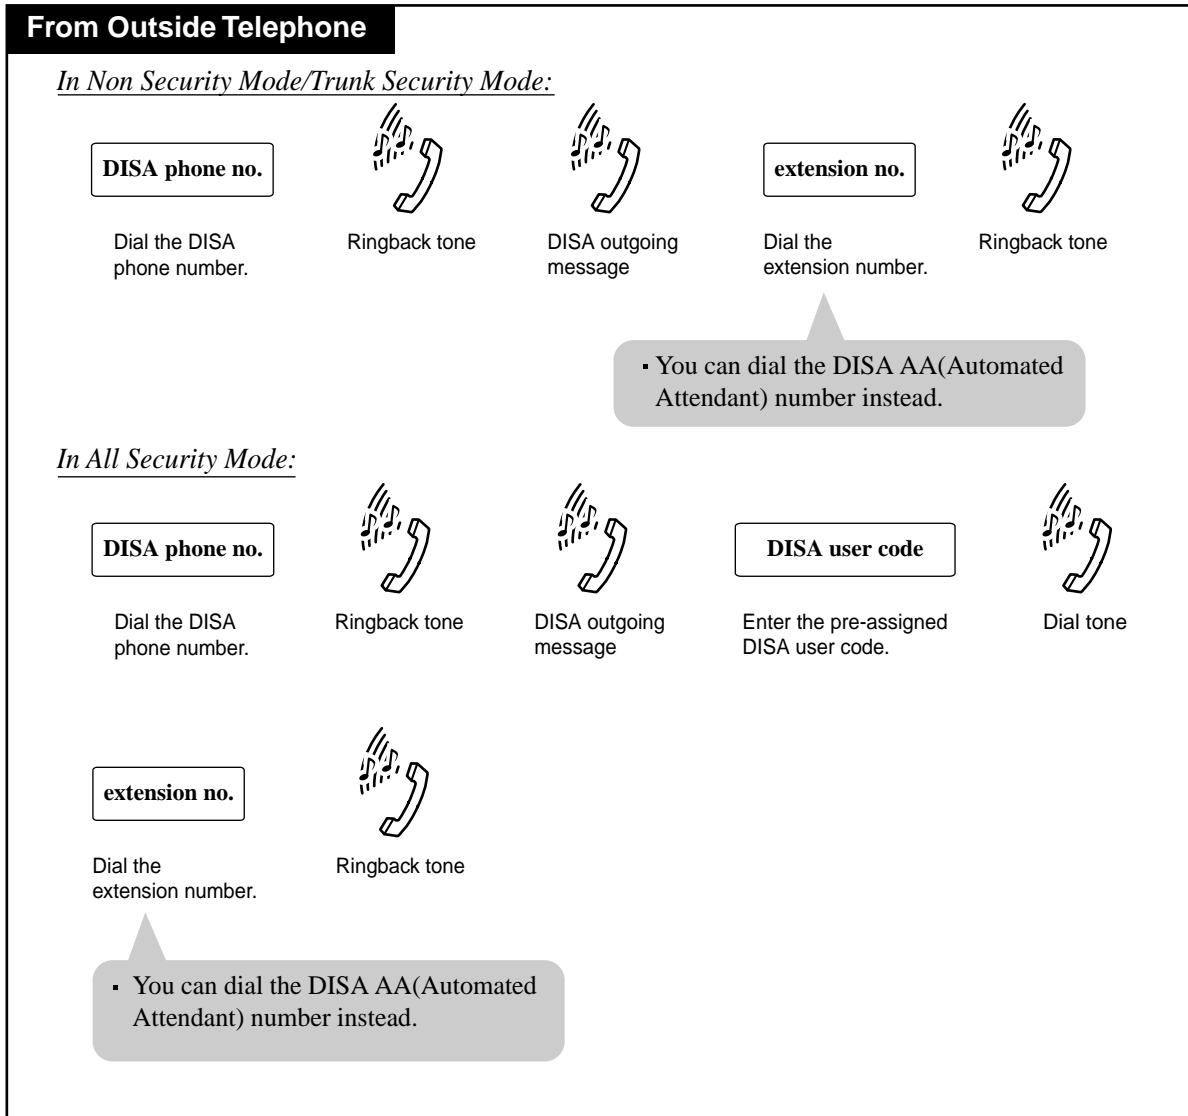 From Outside Telephone
In Non Security Mode/Trunk Security Mode:
DISA phone no.
extension no.
Dial the DISA
phone number.
Ringback tone
DISA outgoing
message
Dial the
extension number.
Ringback tone
▪ You can dial the DISA AA(Automated
Attendant) number instead.
In All Security Mode:
DISA phone no.
DISA user code
Dial the DISA
phone number.
Ringback tone
DISA outgoing
message
Enter the pre-assigned
DISA user code.
Dial tone
extension no.
Dial the
extension number.
Ringback tone
▪ You can dial the DISA AA(Automated
Attendant) number instead.